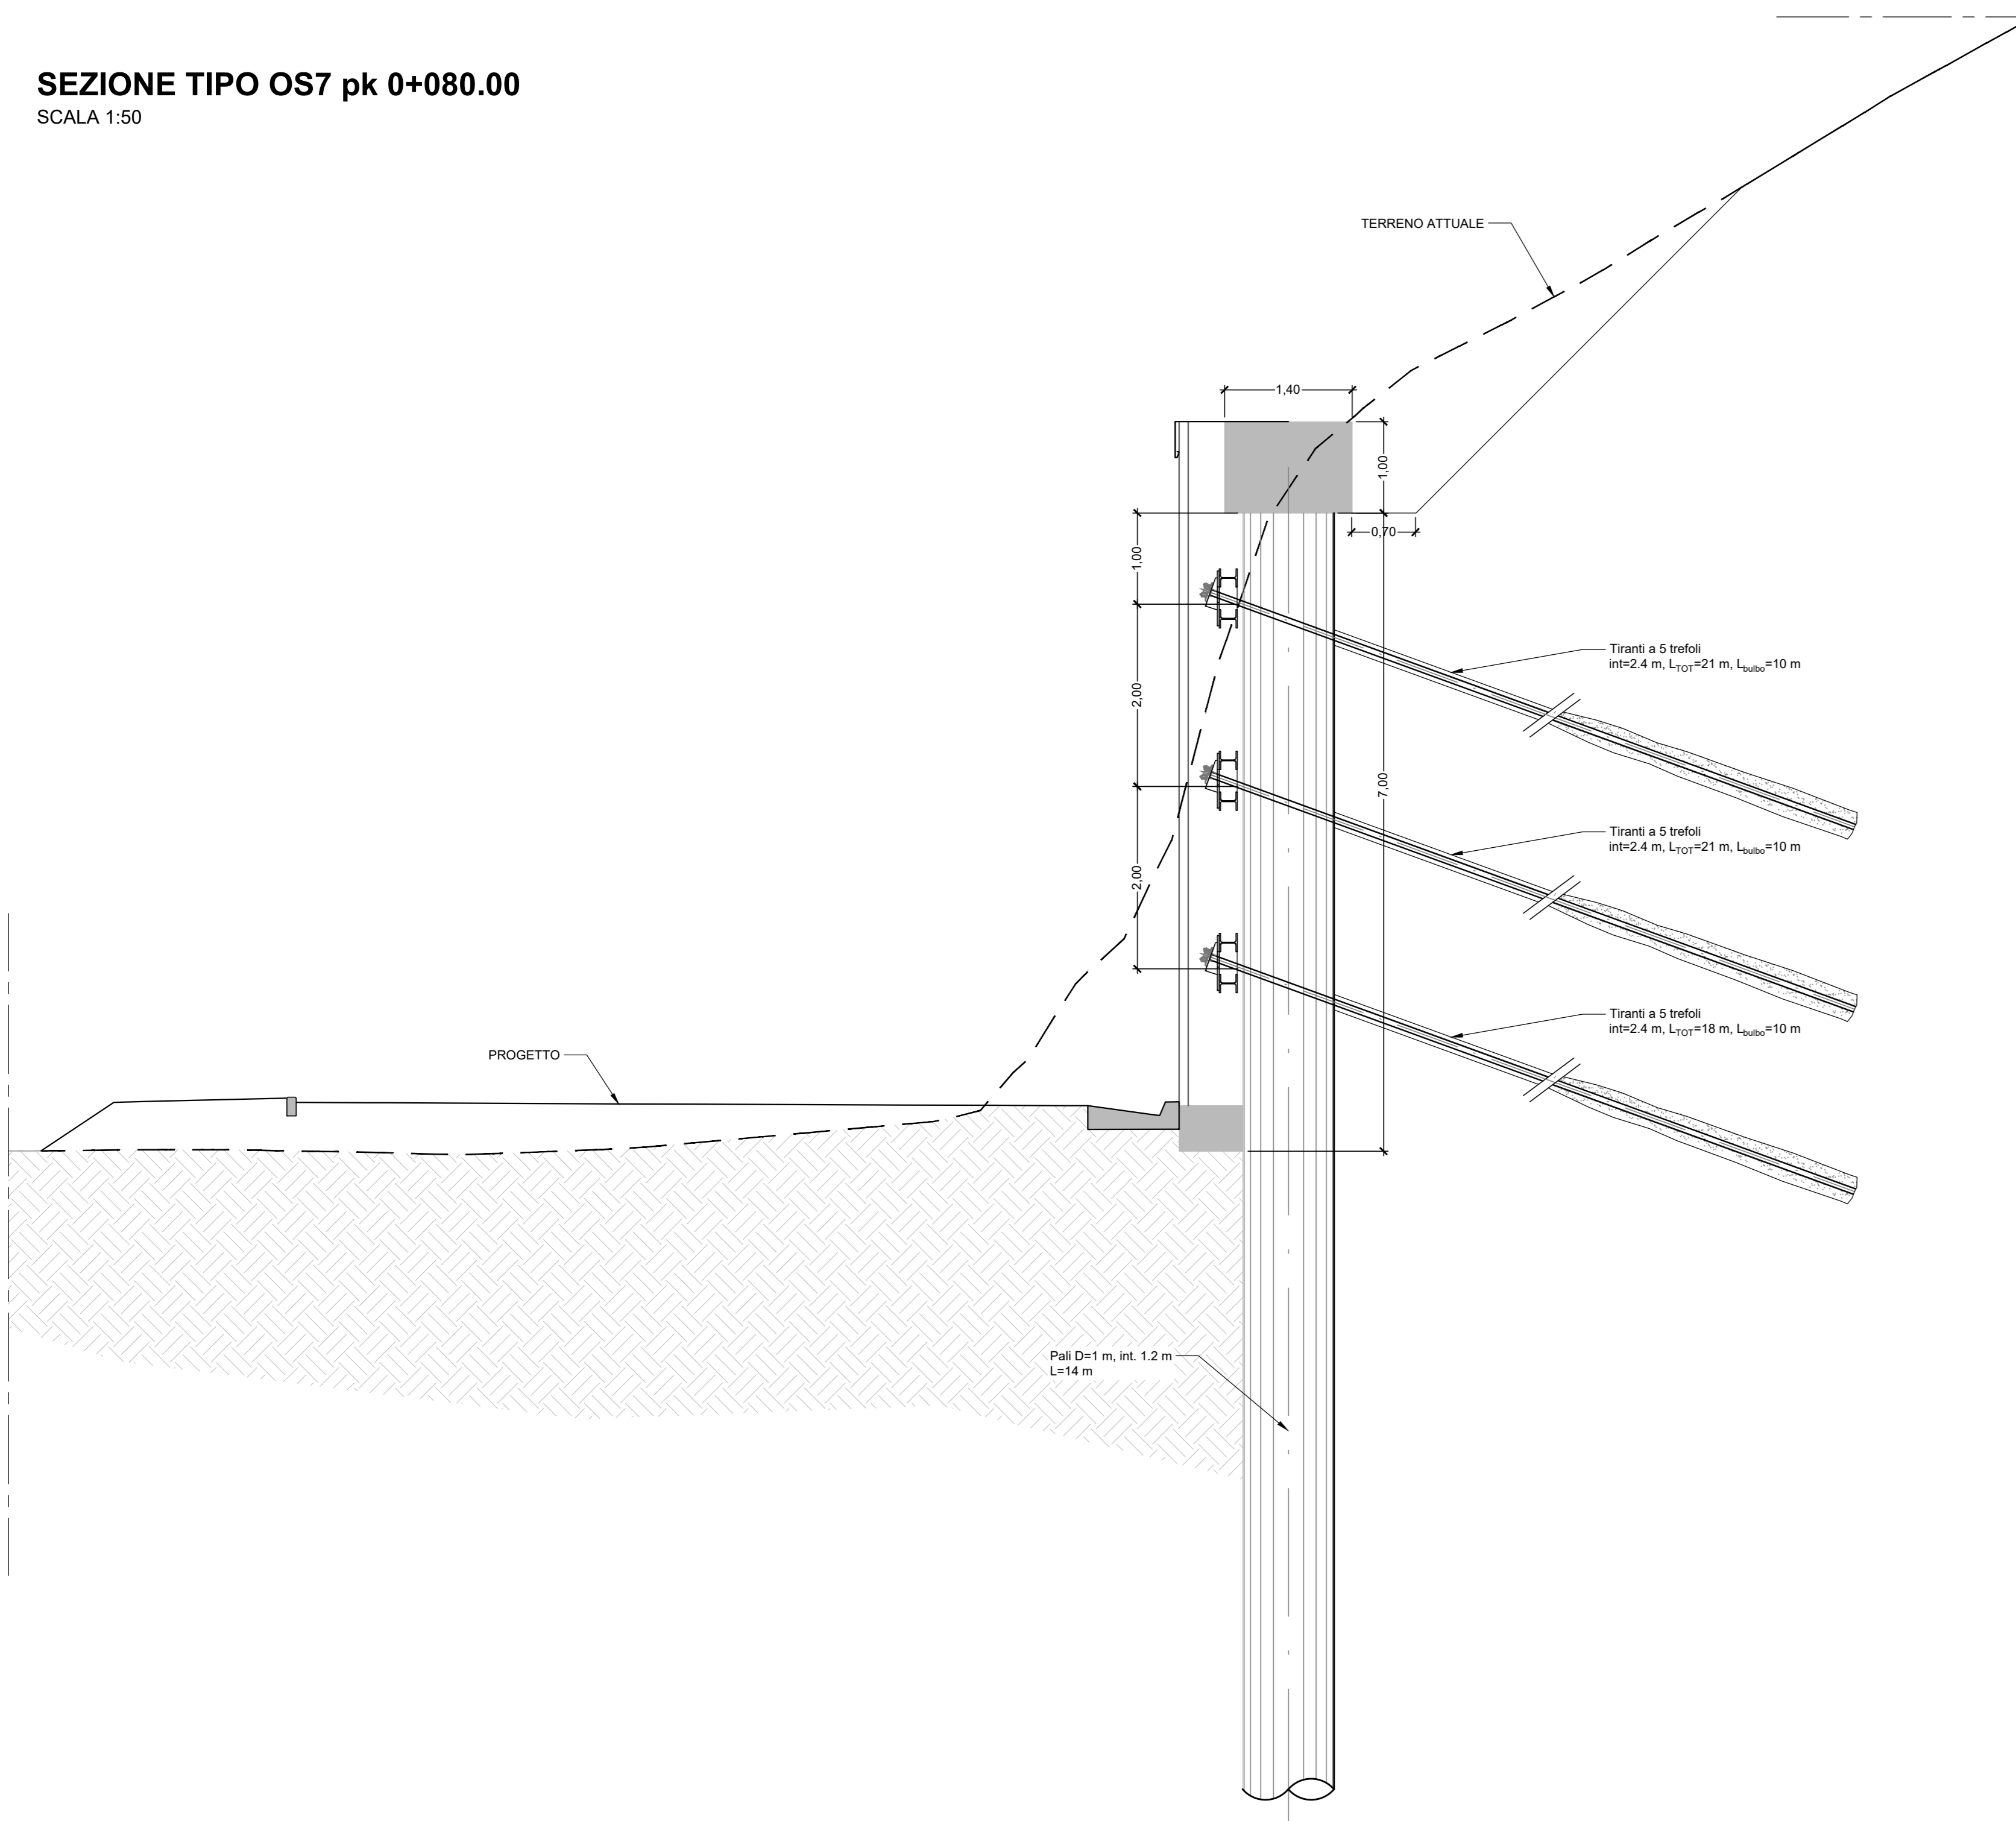 SEZIONE TIPO OS7 pk 0+080.00
SCALA 1:50
TERRENO ATTUALE
1,40
1,00
0,70
1,00
2,00
7,00
2,00
Tiranti a 5 trefoli
int=2.4 m, LTOT=21 m, Lbulbo=10 m
Tiranti a 5 trefoli
int=2.4 m, LTOT=21 m, Lbulbo=10 m
Tiranti a 5 trefoli
int=2.4 m, LTOT=18 m, Lbulbo=10 m
PROGETTO
Pali D=1 m, int. 1.2 m
L=14 m